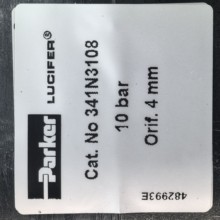 Parker
LUCIFER®
Cat. No 341N3108
10 bar
Orif. 4 mm
482993E